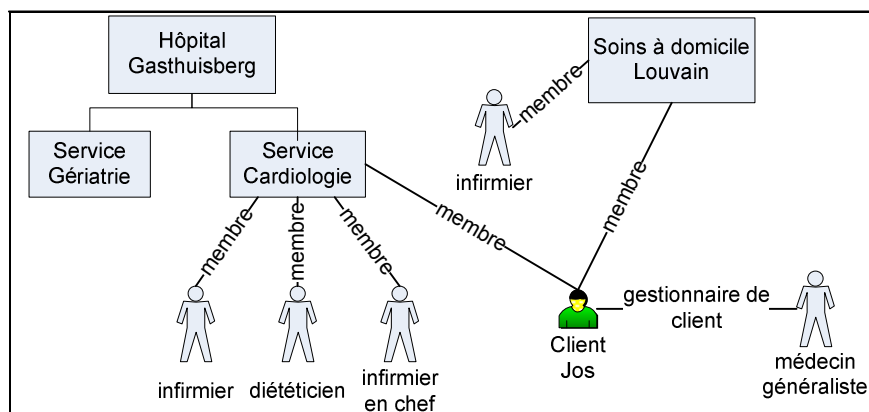 Hôpital
Gasthuisberg
Soins à domicile
Louvain
membre
infirmier
Service
Gériatrie
Service
Cardiologie
membre
membre
membre
membre
membre
gestionnaire de
client
Client
Jos
infirmier
diététicien
infirmier
en chef
médecin
généraliste